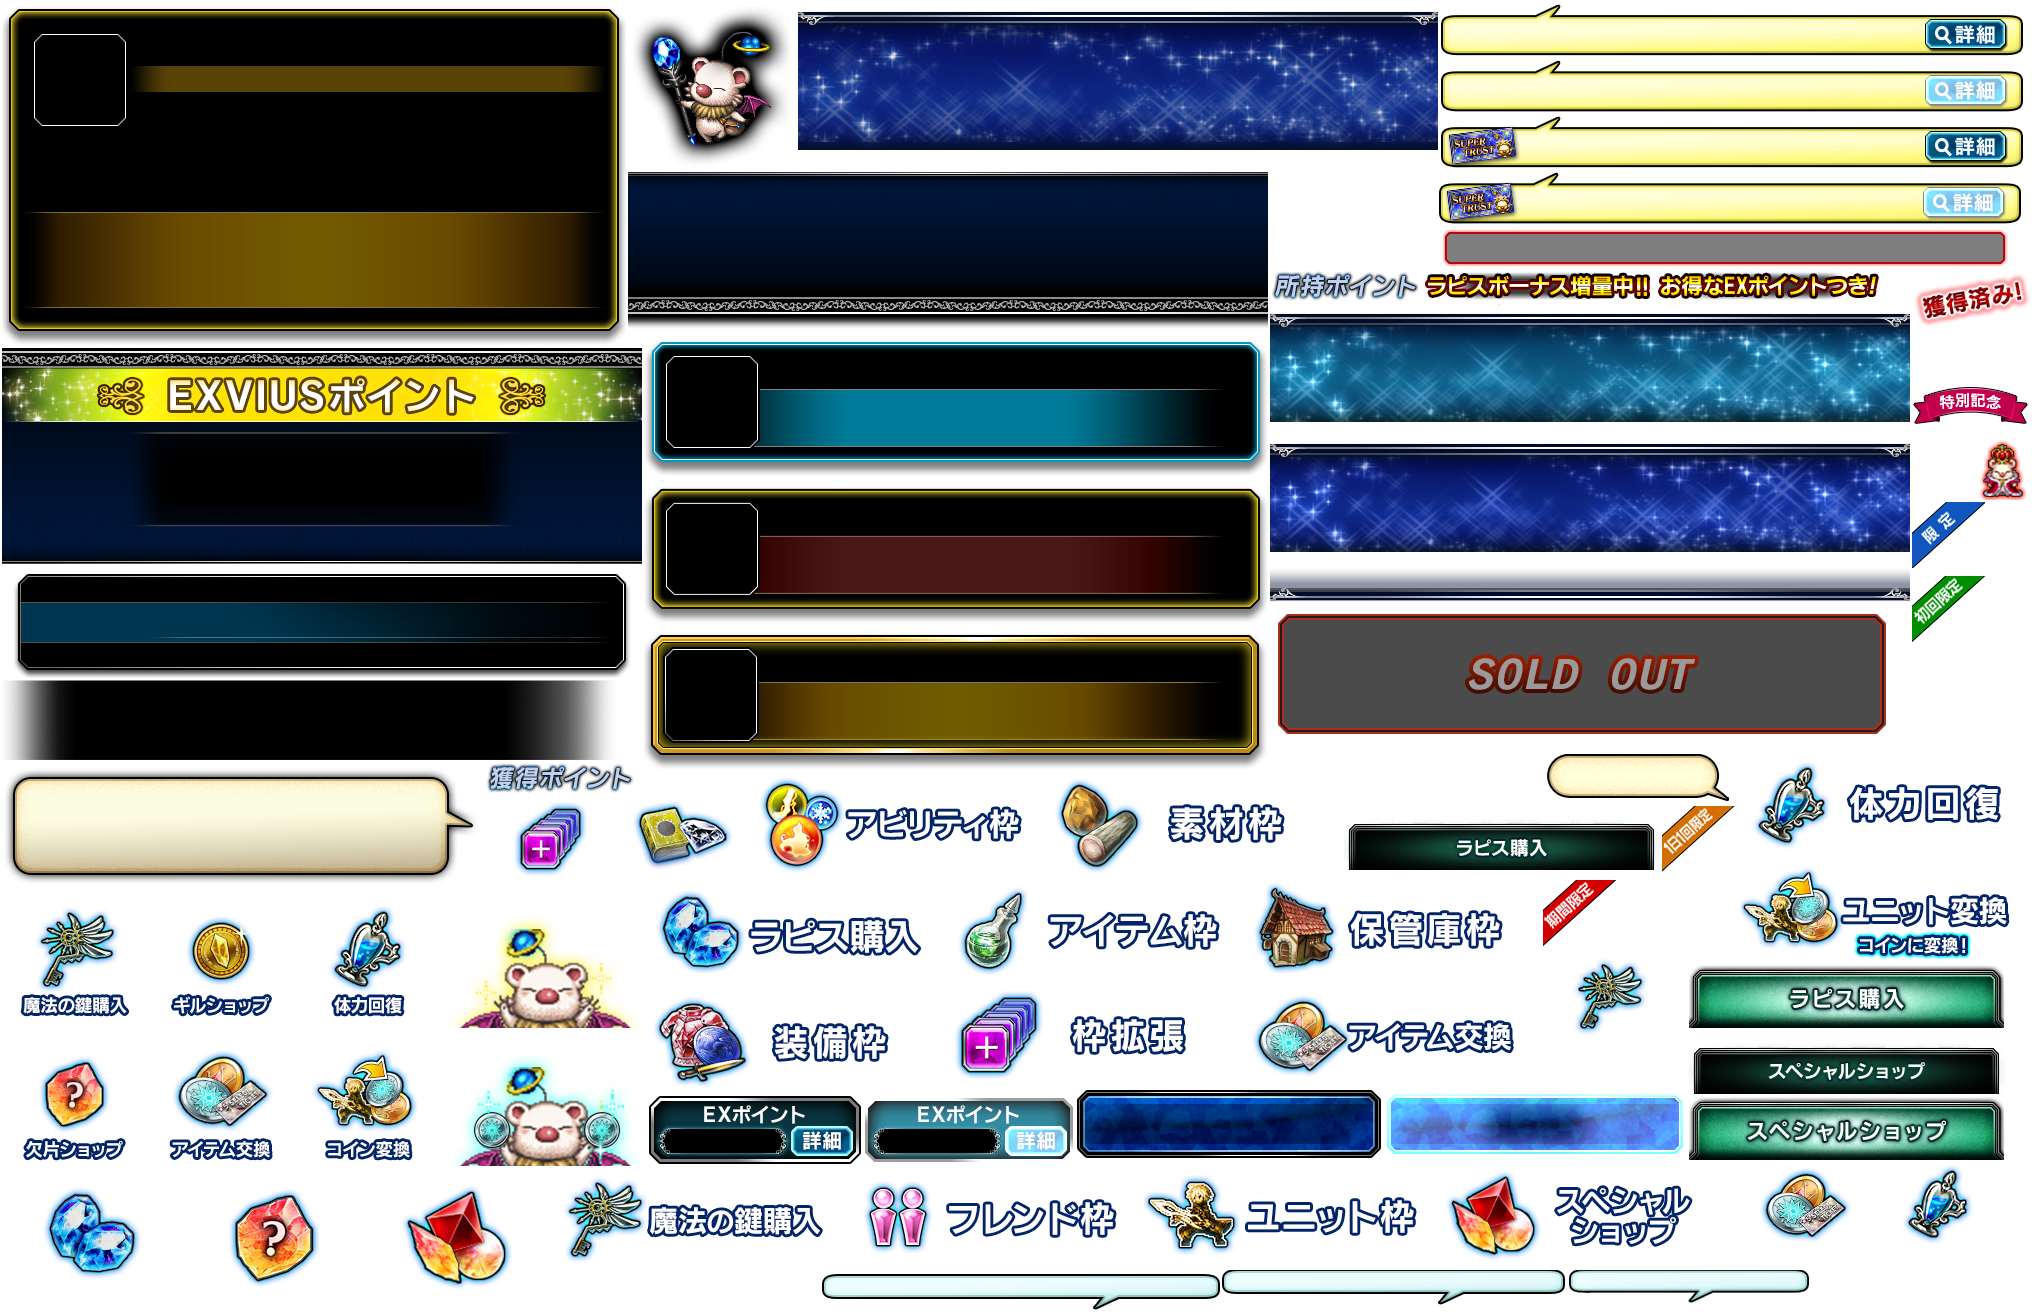 詳細
詳細
SUPER TRUST
詳細
SUPER TRUST
詳細
所持ポイント
ラピスボーナス増量中!! お得なEXポイントつき!
獲得済み!
EXVIUSポイント
特別記念
限定
初回限定
SOLD OUT
獲得ポイント
アビリティ枠
素材枠
ラピス購入
1日1回限定
体力回復
ラピス購入
アイテム枠
保管庫枠
期間限定
ユニット変換
コインに変換!
魔法の鍵購入
ギルショップ
体力回復
ラピス購入
装備枠
枠拡張
アイテム交換
スペシャルショップ
EXポイント
詳細
EXポイント
詳細
スペシャルショップ
欠片ショップ
アイテム交換
コイン変換
魔法の鍵購入
フレンド枠
ユニット枠
スペシャル
ショップ